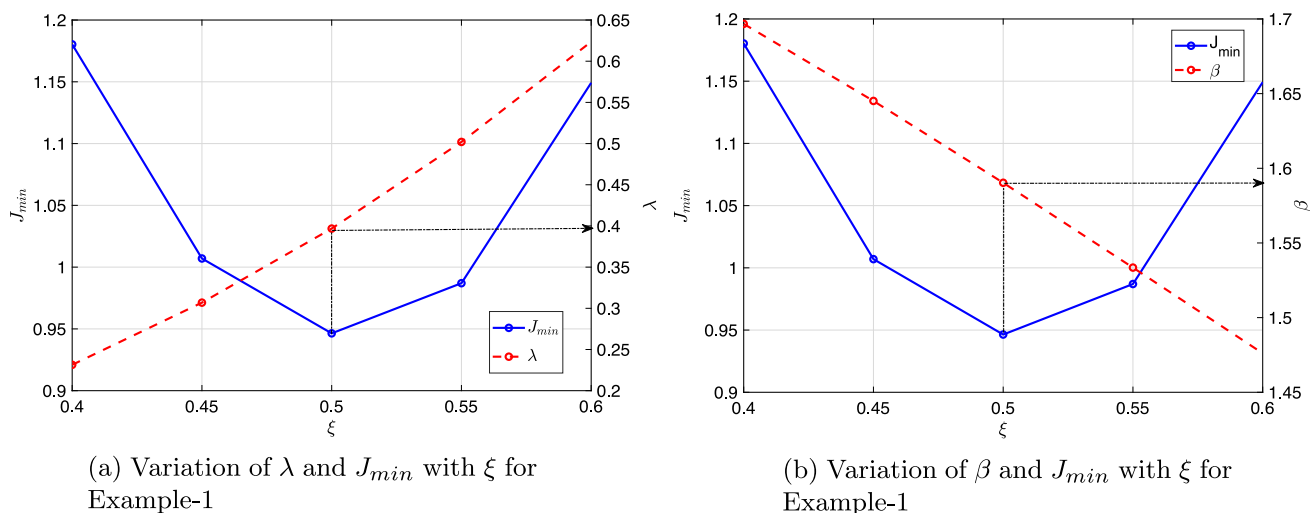 1.2
1.15
1.1
1.05
1
0.95
0.9
J_min
0.65
0.6
0.55
0.5
0.45
0.4
0.35
0.3
0.25
0.2
λ
0.4 0.45 0.5 0.55 0.6
ξ
J_min
λ
(a) Variation of λ and J_min with ξ for
Example-1
1.2
1.15
1.1
1.05
1
0.95
0.9
J_min
1.7
1.65
1.6
1.55
1.5
1.45
β
0.4 0.45 0.5 0.55 0.6
ξ
J_min
β
(b) Variation of β and J_min with ξ for
Example-1